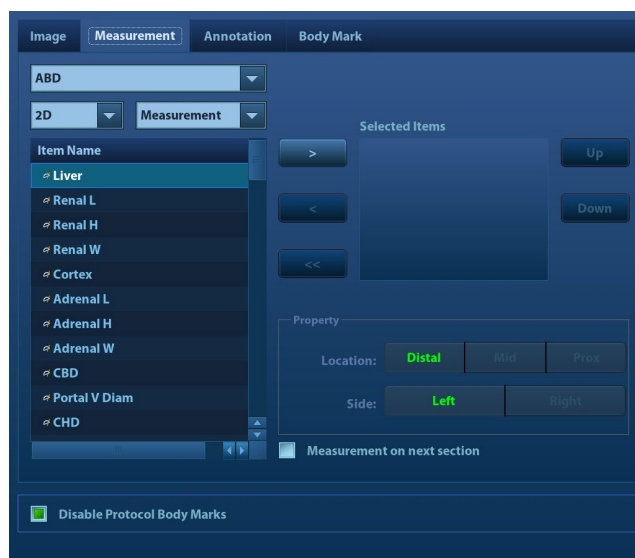 Image Measurement Annotation Body Mark
ABD
2D Measurement
Selected Items
Item Name
> Up
Liver
Renal L
< Down
Renal H
Renal W
<<
Cortex
Adrenal L
Adrenal H
Property
Adrenal W
Location: Distal Mid Prox
CBD
Portal V Diam
Side: Left Right
CHD
Measurement on next section
Disable Protocol Body Marks